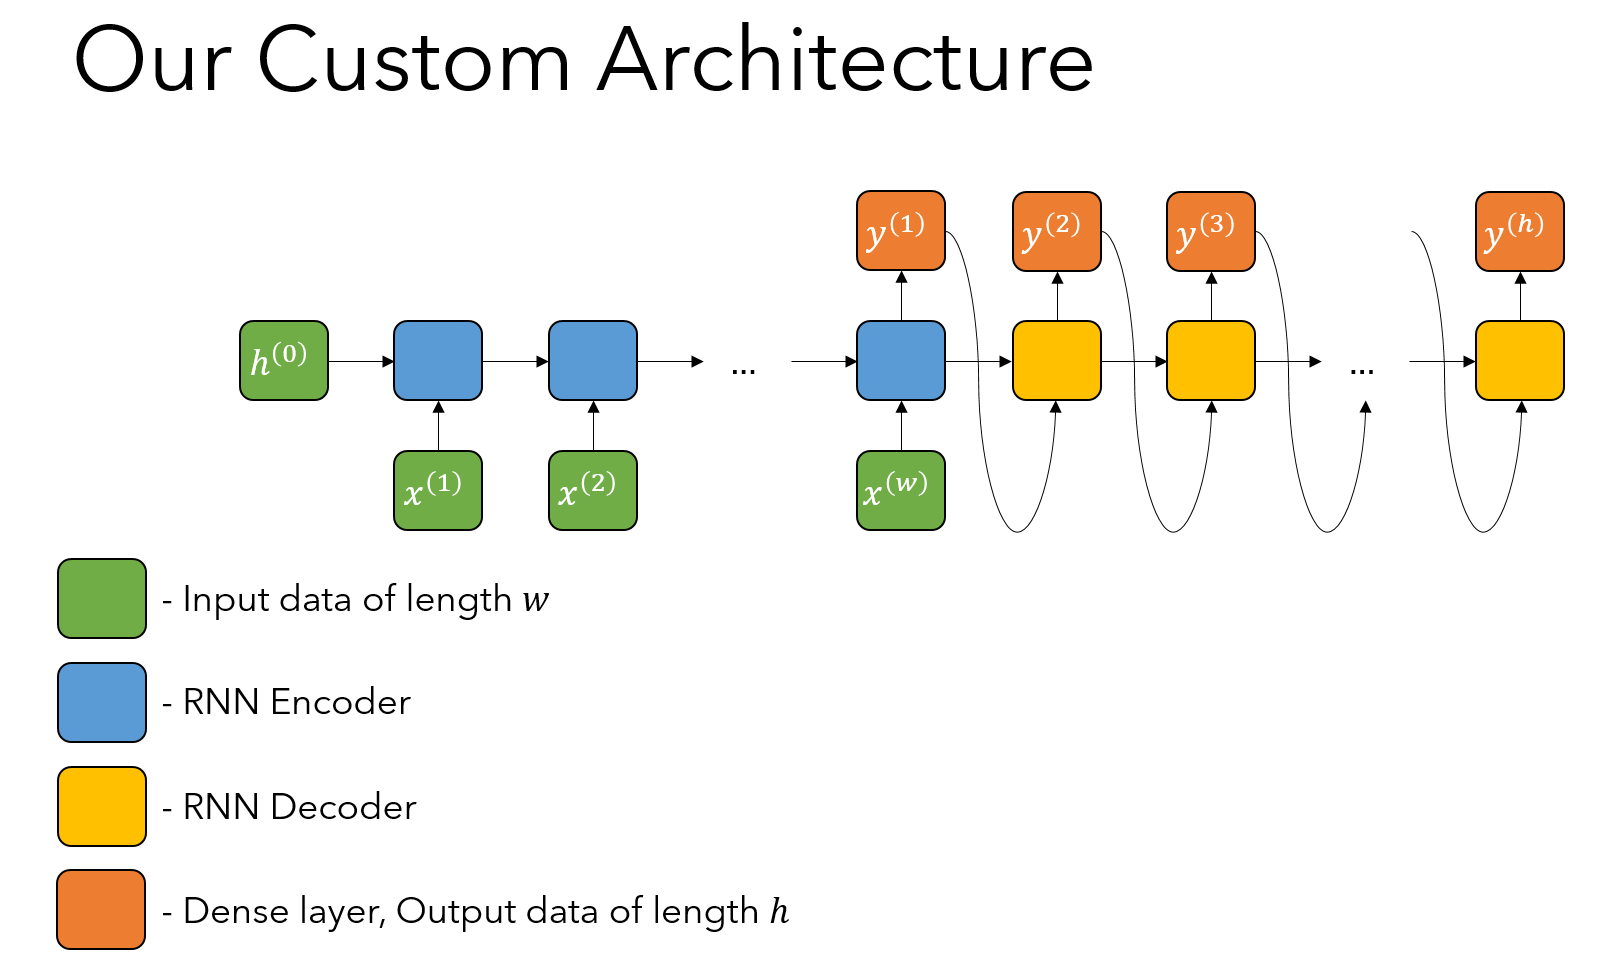 Our Custom Architecture
y^(1) y^(2) y^(3) y^(h)
h^(0) ... ...
x^(1) x^(2) x^(w)
- Input data of length w
- RNN Encoder
- RNN Decoder
- Dense layer, Output data of length h